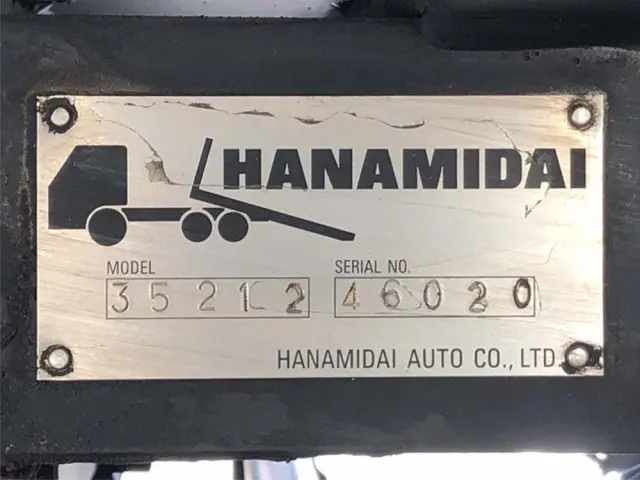 HANAMIDAI
MODEL SERIAL NO.
35212 46020
HANAMIDAI AUTO CO., LTD.